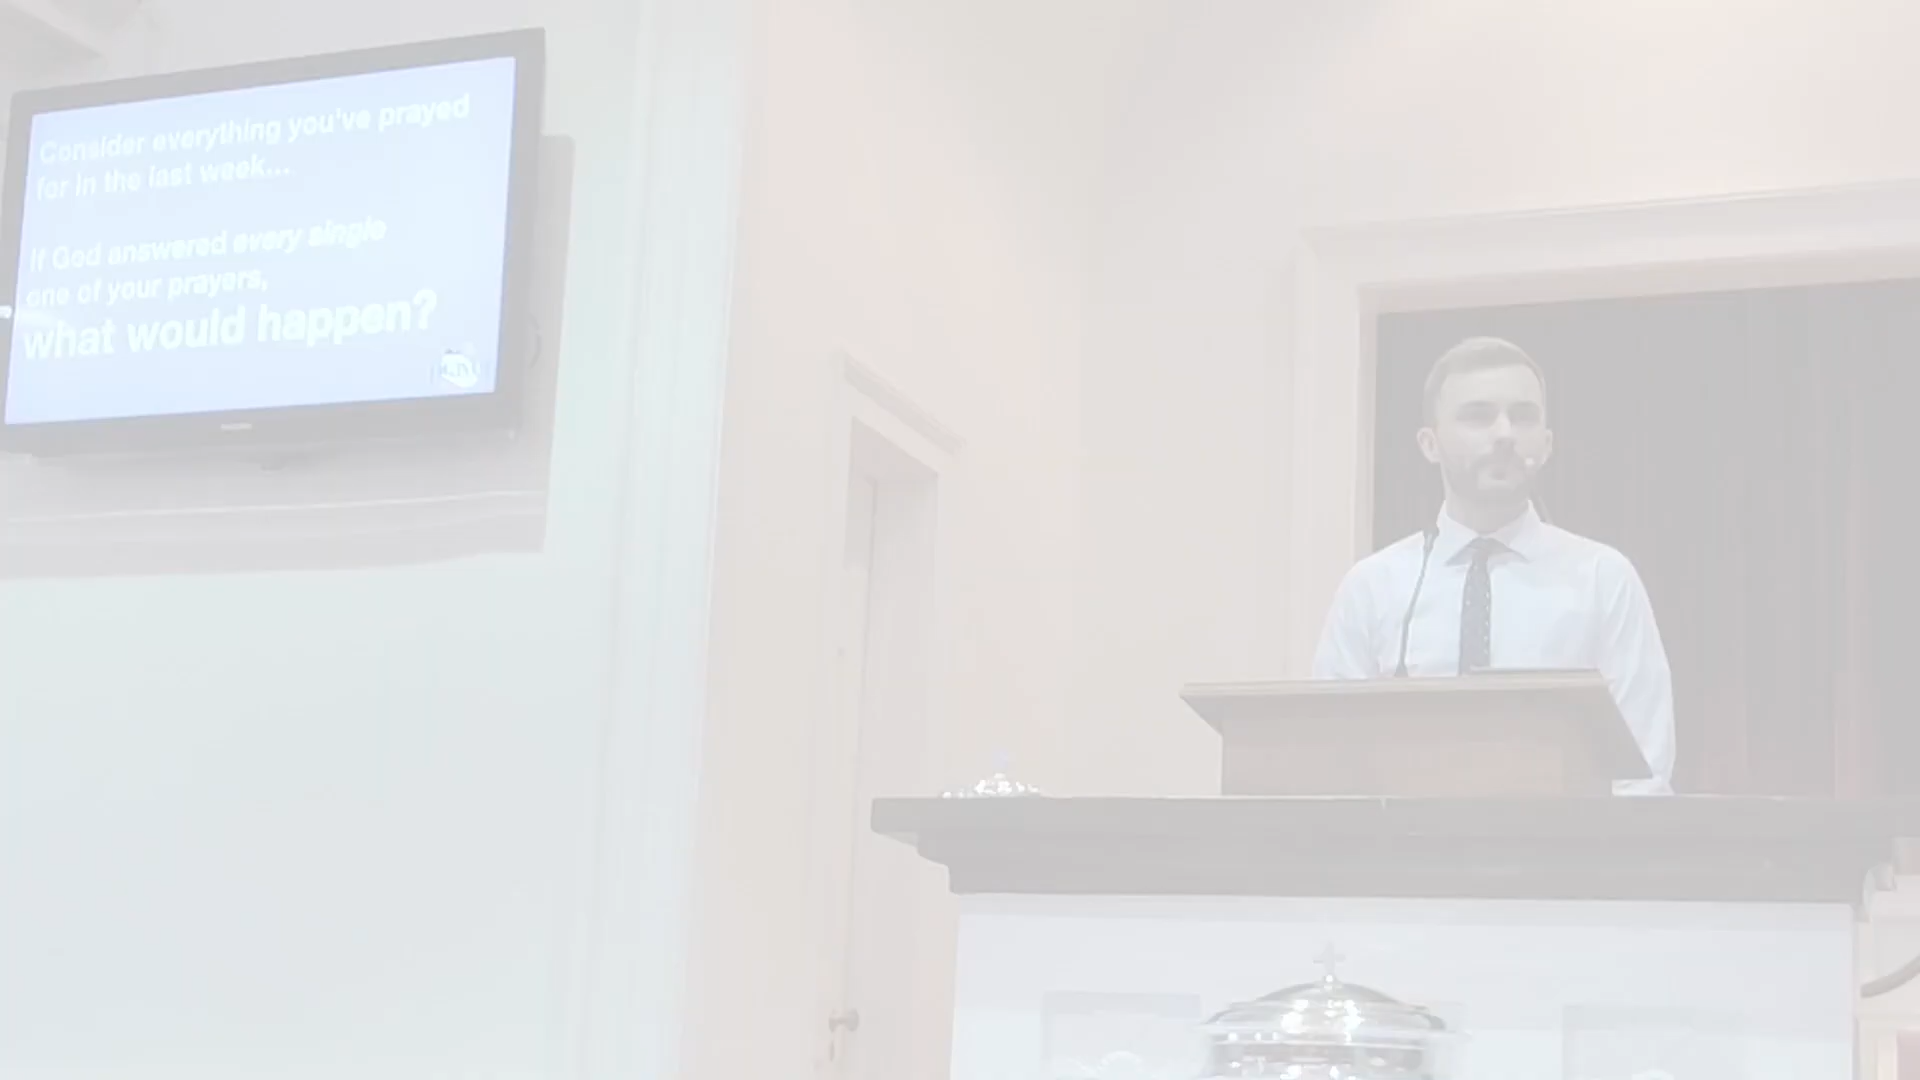 Consider everything you've prayed
for in the last week...
If God answered every single
one of your prayers,
what would happen?